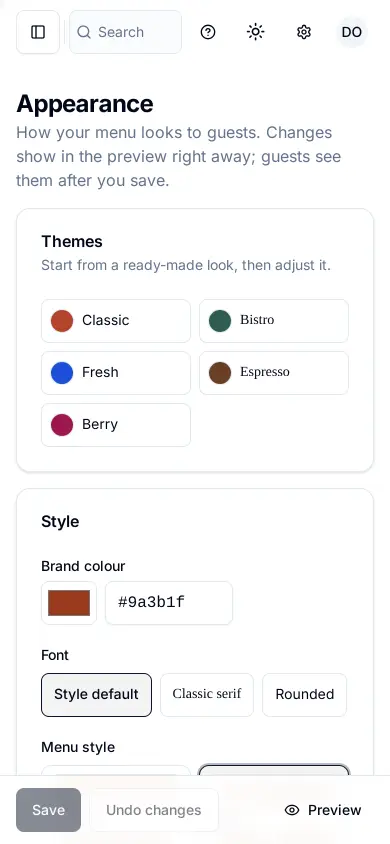 Search
DO
Appearance
How your menu looks to guests. Changes
show in the preview right away; guests see
them after you save.
Themes
Start from a ready-made look, then adjust it.
Classic
Bistro
Fresh
Espresso
Berry
Style
Brand colour
#9a3b1f
Font
Style default
Classic serif
Rounded
Menu style
Save
Undo changes
Preview